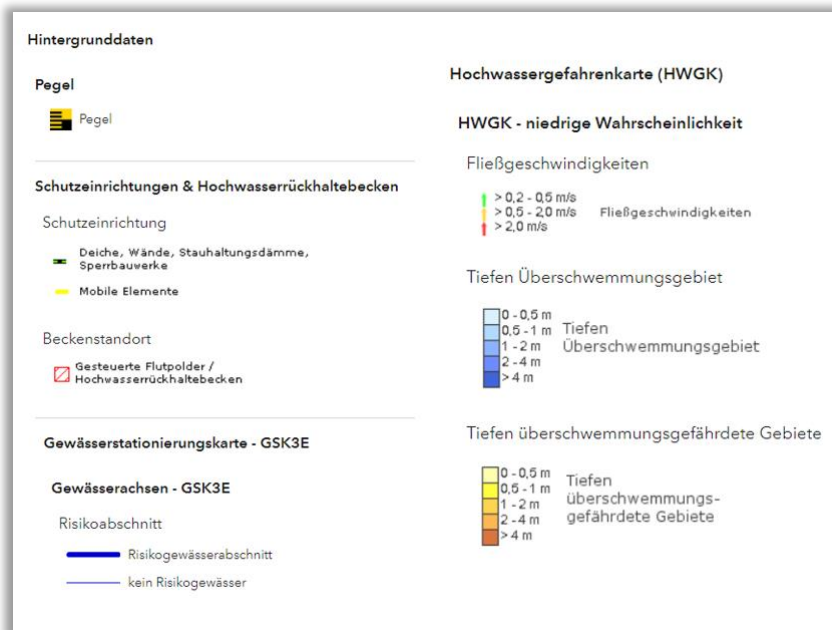 Hintergrunddaten
Pegel
Pegel
Schutzeinrichtungen & Hochwasserrückhaltebecken
Schutzeinrichtung
Deiche, Wände, Stauhaltungsdämme,
Sperrbauwerke
Mobile Elemente
Beckenstandort
Gesteuerte Flutpolder /
Hochwasserrückhaltebecken
Gewässerstationierungskarte - GSK3E
Gewässerachsen - GSK3E
Risikoabschnitt
Risikogewässerabschnitt
kein Risikogewässer
Hochwassergefahrenkarte (HWGK)
HWGK - niedrige Wahrscheinlichkeit
Fließgeschwindigkeiten
> 0,2 - 0,5 m/s
> 0,5 - 2,0 m/s Fließgeschwindigkeiten
> 2,0 m/s
Tiefen Überschwemmungsgebiet
0 - 0,5 m
0,5 - 1 m Tiefen
1 - 2 m Überschwemmungsgebiet
2 - 4 m
> 4 m
Tiefen überschwemmungsgefährdete Gebiete
0 - 0,5 m
0,5 - 1 m Tiefen
1 - 2 m überschwemmungs-
2 - 4 m gefährdete Gebiete
> 4 m